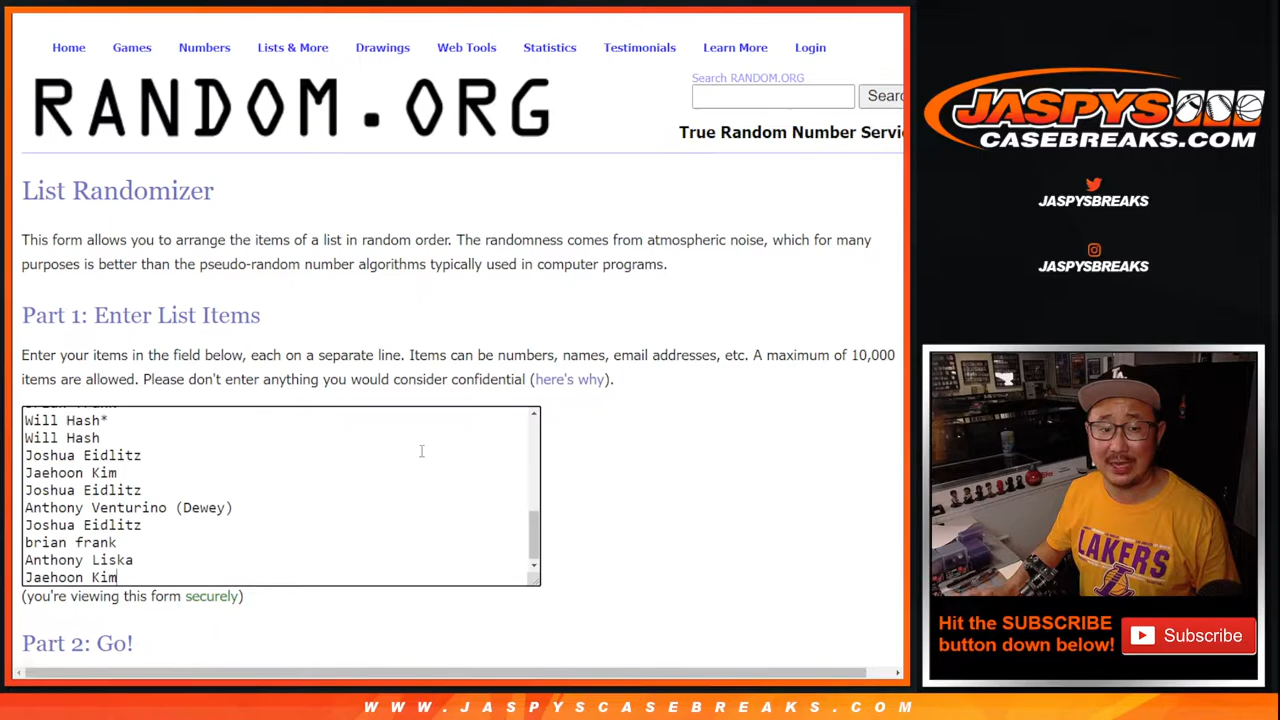 Home Games Numbers Lists & More Drawings Web Tools Statistics Testimonials Learn More Login
Search RANDOM.ORG
RANDOM.ORG
Searc
True Random Number Servi
List Randomizer
This form allows you to arrange the items of a list in random order. The randomness comes from atmospheric noise, which for many
purposes is better than the pseudo-random number algorithms typically used in computer programs.
Part 1: Enter List Items
Enter your items in the field below, each on a separate line. Items can be numbers, names, email addresses, etc. A maximum of 10,000
items are allowed. Please don't enter anything you would consider confidential (here's why).
Will Hash*
Will Hash
Joshua Eidlitz
Jaehoon Kim
Joshua Eidlitz
Anthony Venturino (Dewey)
Joshua Eidlitz
brian frank
Anthony Liska
Jaehoon Kim
(you're viewing this form securely)
Part 2: Go!
JASPYS
CASEBREAKS.COM
JASPYSBREAKS
JASPYSBREAKS
LA
LAKERS
Hit the SUBSCRIBE
button down below!
Subscribe
WWW.JASPYSCASEBREAKS.COM